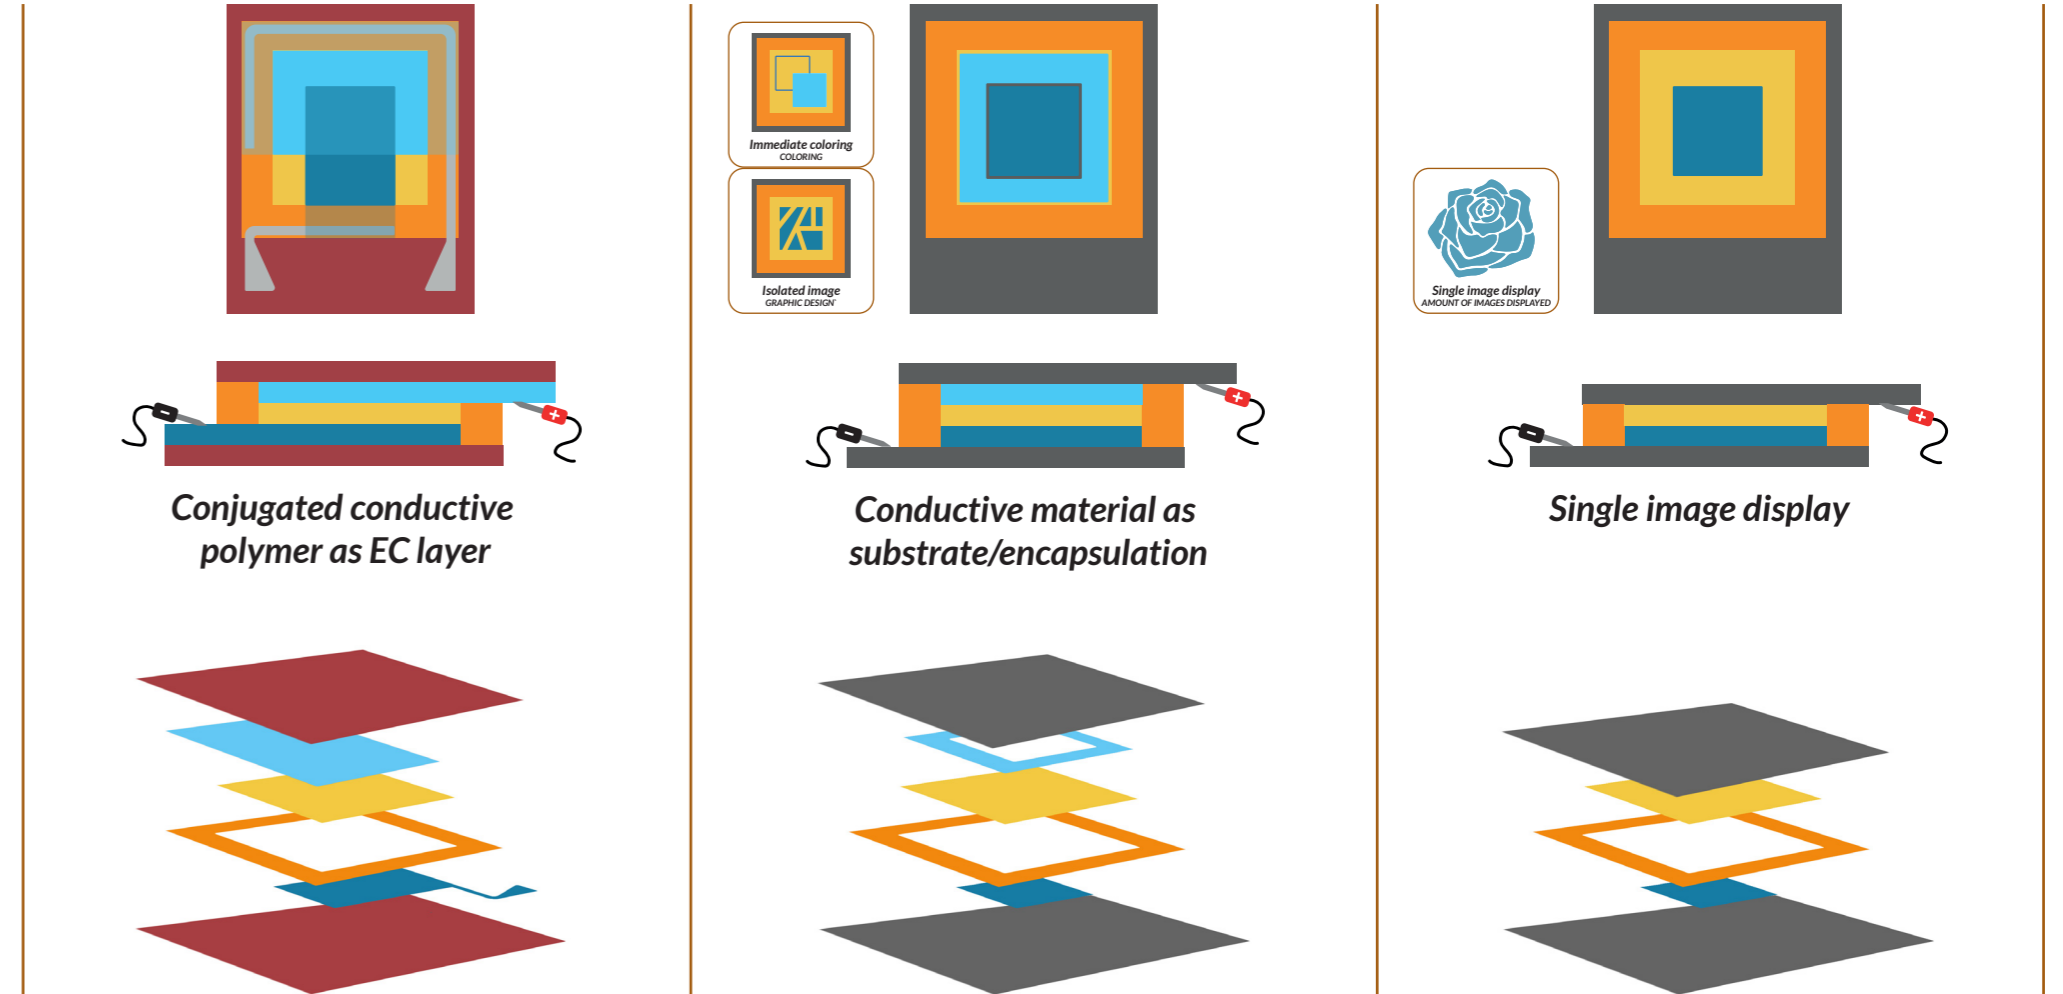 Immediate coloring
COLORING
Isolated image
GRAPHIC DESIGN*
Single image display
AMOUNT OF IMAGES DISPLAYED
- +
- +
- +
Conjugated conductive
polymer as EC layer
Conductive material as
substrate/encapsulation
Single image display